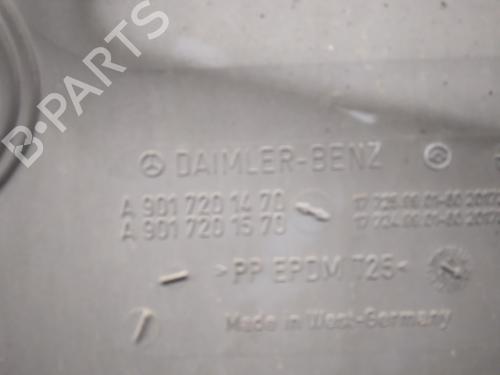 B-PARTS
DAIMLER-BENZ
A 901 720 14 70
A 901 720 15 70
>PP EPDM T25<
Made in West-Germany